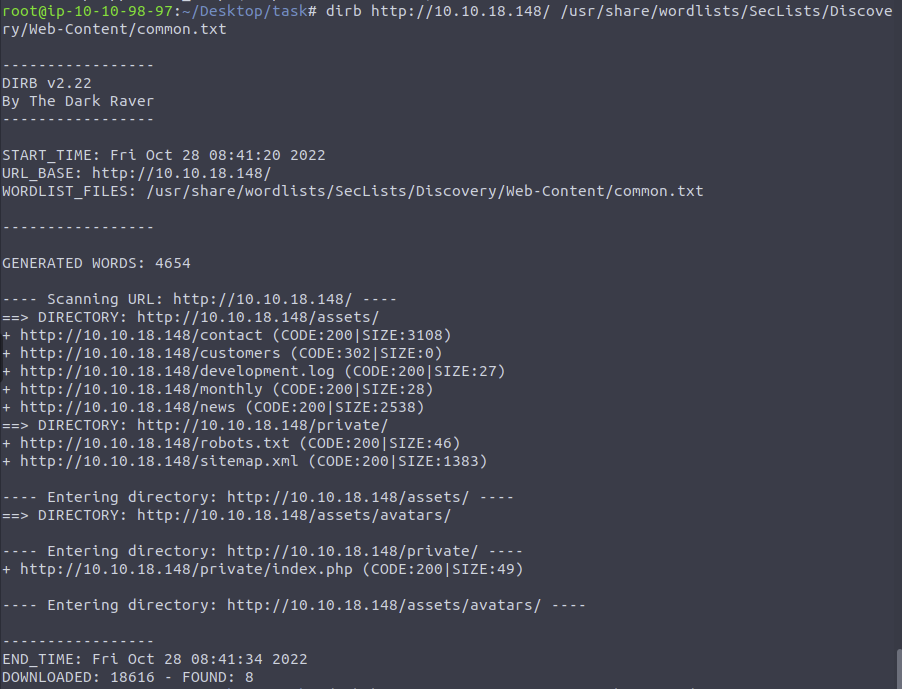 root@ip-10-10-98-97:~/Desktop/task# dirb http://10.10.18.148/ /usr/share/wordlists/SecLists/Discove
ry/Web-Content/common.txt
-----------------
DIRB v2.22
By The Dark Raver
-----------------
START_TIME: Fri Oct 28 08:41:20 2022
URL_BASE: http://10.10.18.148/
WORDLIST_FILES: /usr/share/wordlists/SecLists/Discovery/Web-Content/common.txt
-----------------
GENERATED WORDS: 4654
---- Scanning URL: http://10.10.18.148/ ----
==> DIRECTORY: http://10.10.18.148/assets/
+ http://10.10.18.148/contact (CODE:200|SIZE:3108)
+ http://10.10.18.148/customers (CODE:302|SIZE:0)
+ http://10.10.18.148/development.log (CODE:200|SIZE:27)
+ http://10.10.18.148/monthly (CODE:200|SIZE:28)
+ http://10.10.18.148/news (CODE:200|SIZE:2538)
==> DIRECTORY: http://10.10.18.148/private/
+ http://10.10.18.148/robots.txt (CODE:200|SIZE:46)
+ http://10.10.18.148/sitemap.xml (CODE:200|SIZE:1383)
---- Entering directory: http://10.10.18.148/assets/ ----
==> DIRECTORY: http://10.10.18.148/assets/avatars/
---- Entering directory: http://10.10.18.148/private/ ----
+ http://10.10.18.148/private/index.php (CODE:200|SIZE:49)
---- Entering directory: http://10.10.18.148/assets/avatars/ ----
-----------------
END_TIME: Fri Oct 28 08:41:34 2022
DOWNLOADED: 18616 - FOUND: 8